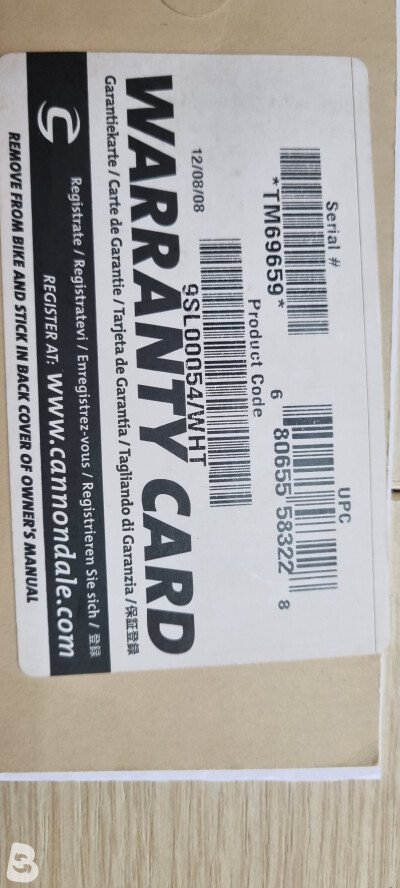 Serial #
*TM69659*
UPC
6 80655 58322 8
Product Code
9SL00054/WHT
12/08/08
WARRANTY CARD
Garantiekarte / Carte de Garantie / Tarjeta de Garantía / Tagliando di Garanzia / 保証登録
Registrate / Registratevi / Enregistrez-vous / Registrieren Sie sich / 登録
REGISTER AT: www.cannondale.com
REMOVE FROM BIKE AND STICK IN BACK COVER OF OWNER'S MANUAL